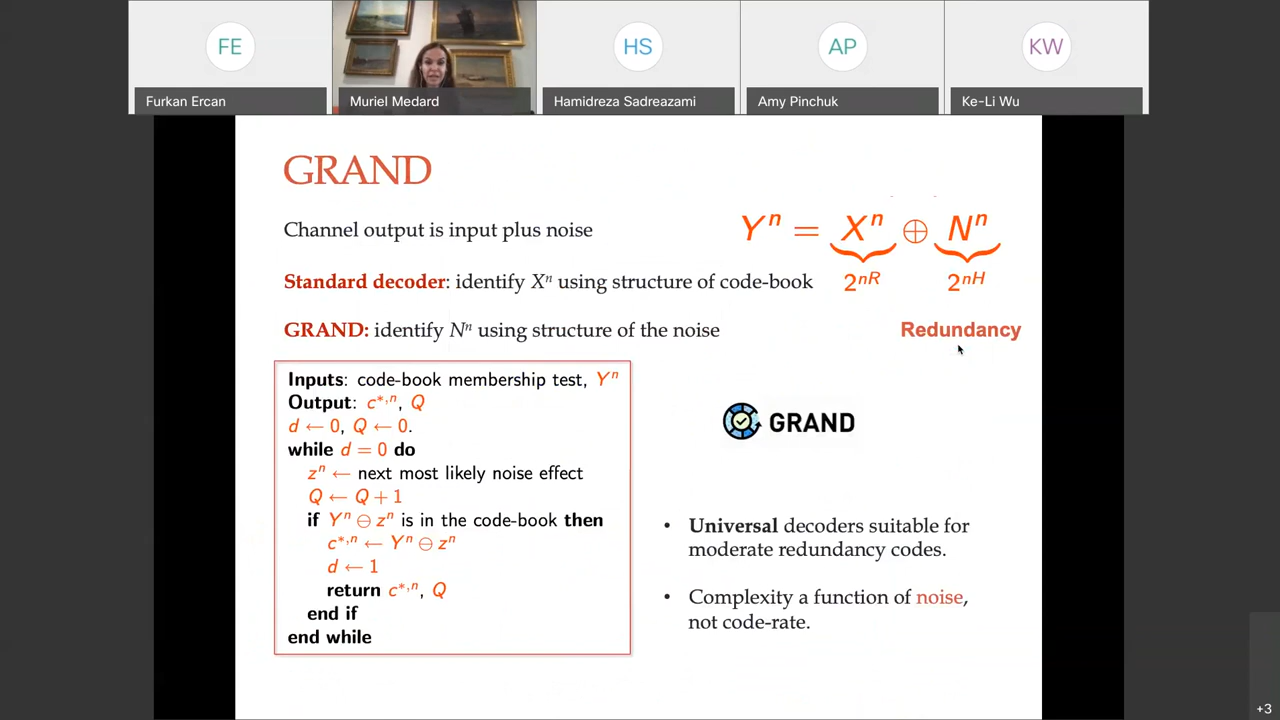 FE
HS
AP
KW
Furkan Ercan
Muriel Medard
Hamidreza Sadreazami
Amy Pinchuk
Ke-Li Wu
GRAND
Channel output is input plus noise
Yⁿ = Xⁿ ⊕ Nⁿ
2ⁿᴿ 2ⁿᴴ
Standard decoder: identify Xⁿ using structure of code-book
GRAND: identify Nⁿ using structure of the noise
Redundancy
Inputs: code-book membership test, Yⁿ
Output: c*,ⁿ, Q
d ← 0, Q ← 0.
while d = 0 do
zⁿ ← next most likely noise effect
Q ← Q + 1
if Yⁿ ⊖ zⁿ is in the code-book then
c*,ⁿ ← Yⁿ ⊖ zⁿ
d ← 1
return c*,ⁿ, Q
end if
end while
GRAND
• Universal decoders suitable for
moderate redundancy codes.
• Complexity a function of noise,
not code-rate.
+3